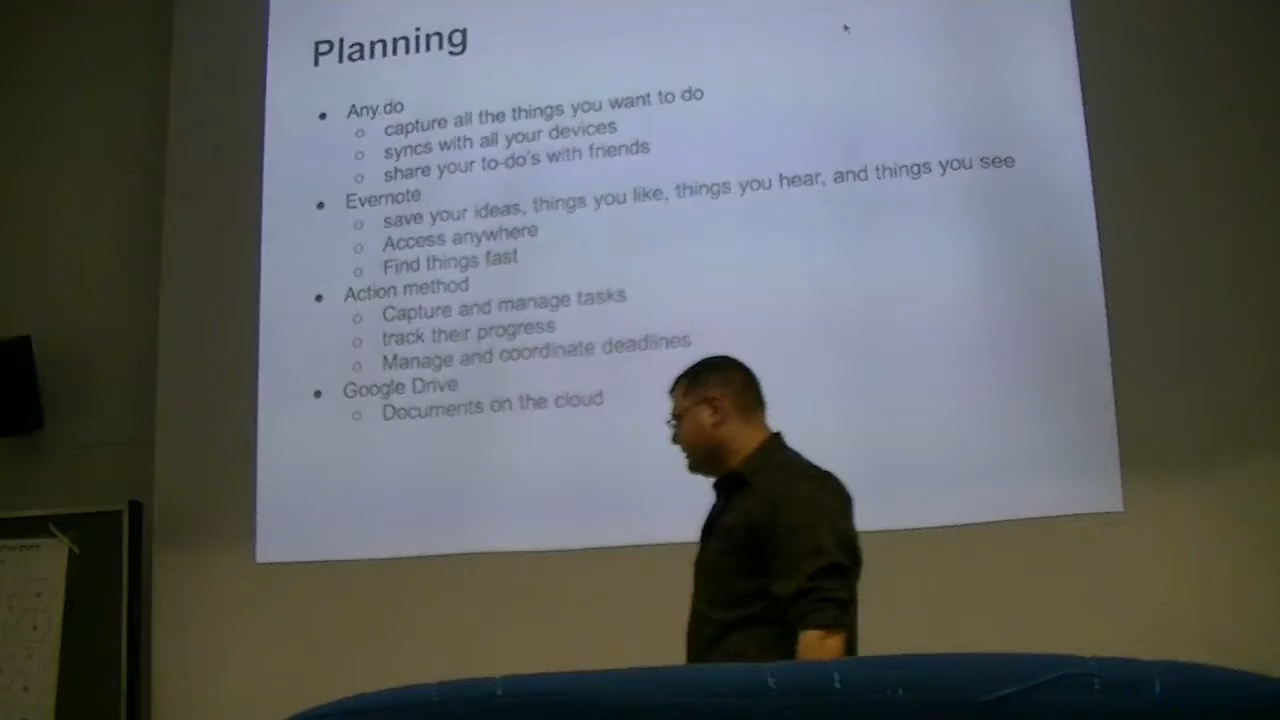 Planning
● Any.do
○ capture all the things you want to do
○ syncs with all your devices
○ share your to-do's with friends
● Evernote
○ save your ideas, things you like, things you hear, and things you see
○ Access anywhere
○ Find things fast
● Action method
○ Capture and manage tasks
○ track their progress
○ Manage and coordinate deadlines
● Google Drive
○ Documents on the cloud